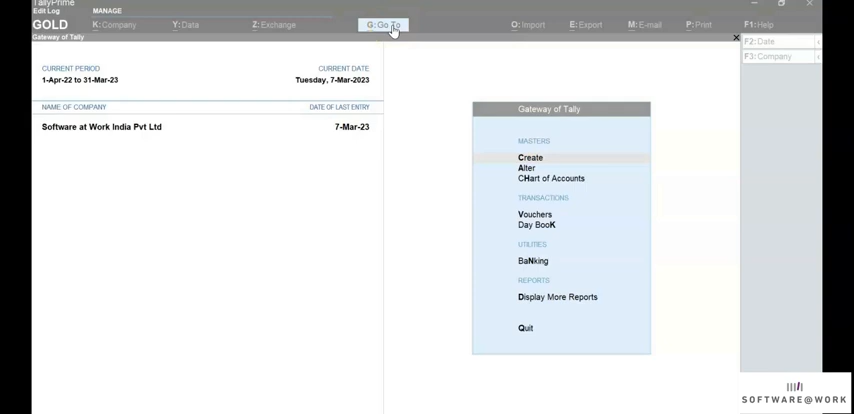 TallyPrime
Edit Log
GOLD
MANAGE
K:Company
Y:Data
Z:Exchange
G:Go To
O:Import
E:Export
M:E-mail
P:Print
F1:Help
Gateway of Tally
F2:Date
F3:Company
CURRENT PERIOD
CURRENT DATE
1-Apr-22 to 31-Mar-23
Tuesday, 7-Mar-2023
NAME OF COMPANY
DATE OF LAST ENTRY
Software at Work India Pvt Ltd
7-Mar-23
Gateway of Tally
MASTERS
Create
Alter
CHart of Accounts
TRANSACTIONS
Vouchers
Day BooK
UTILITIES
BaNking
REPORTS
Display More Reports
Quit
SOFTWARE@WORK